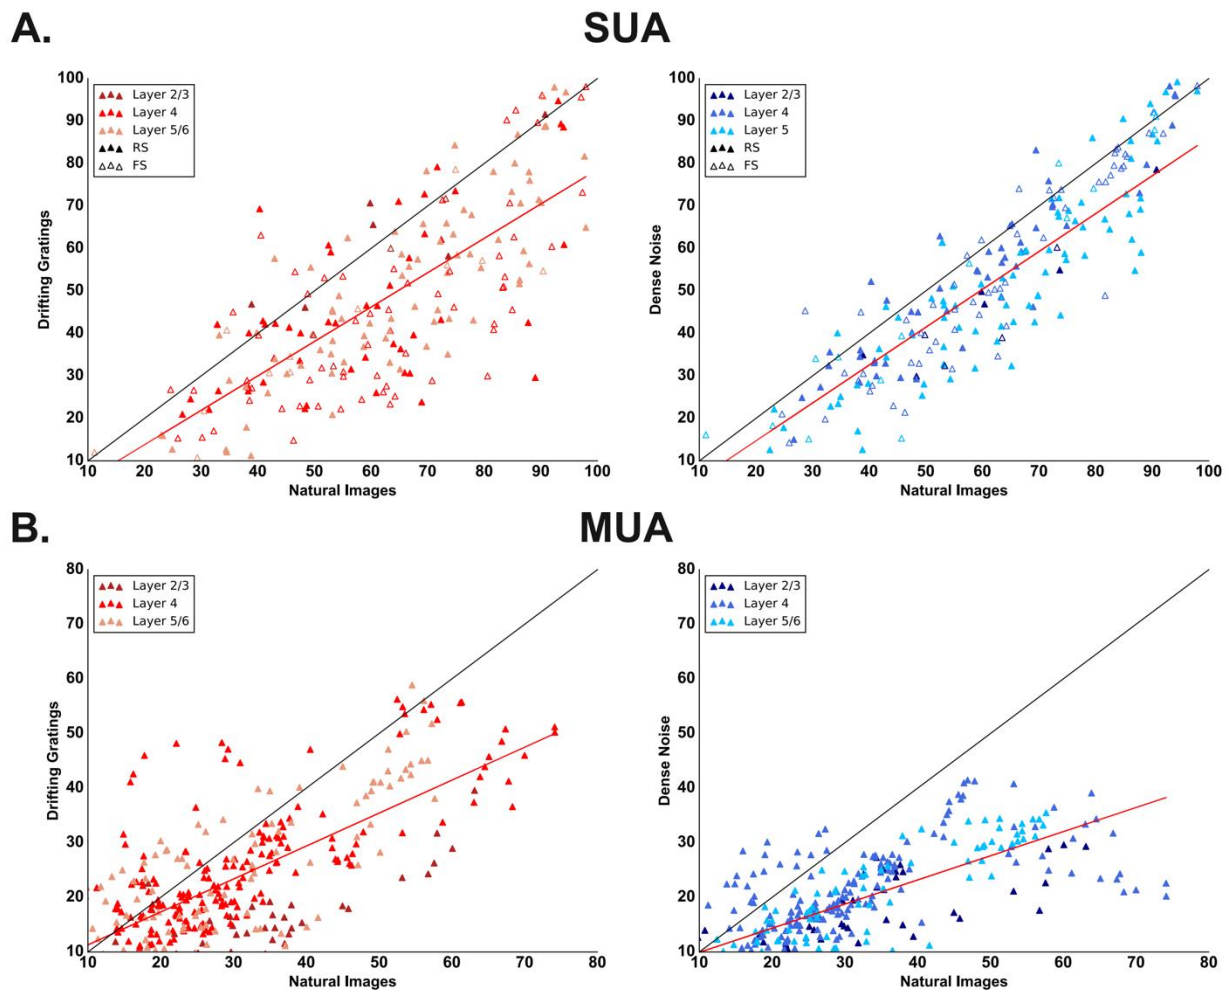 A. SUA
100
90
80
70
60
50
40
30
20
10
Drifting Gratings
Layer 2/3
Layer 4
Layer 5/6
RS
FS
10 20 30 40 50 60 70 80 90 100
Natural Images
100
90
80
70
60
50
40
30
20
10
Dense Noise
Layer 2/3
Layer 4
Layer 5
RS
FS
10 20 30 40 50 60 70 80 90 100
Natural Images
B. MUA
80
70
60
50
40
30
20
10
Drifting Gratings
Layer 2/3
Layer 4
Layer 5/6
10 20 30 40 50 60 70 80
Natural Images
80
70
60
50
40
30
20
10
Dense Noise
Layer 2/3
Layer 4
Layer 5/6
10 20 30 40 50 60 70 80
Natural Images